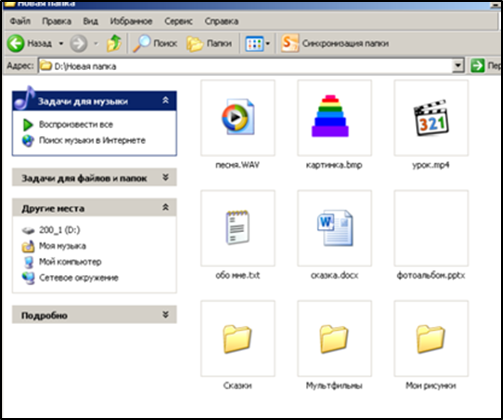 Новая папка
Файл Правка Вид Избранное Сервис Справка
Назад Поиск Папки Синхронизация папки
Адрес: D:\Новая папка Пер
Задачи для музыки
Воспроизвести все
Поиск музыки в Интернете
Задачи для файлов и папок
Другие места
200_1 (D:)
Моя музыка
Мой компьютер
Сетевое окружение
Подробно
песня.WAV картинка.bmp урок.mp4
321
обо мне.txt сказка.docx фотоальбом.pptx
Сказки Мультфильмы Мои рисунки